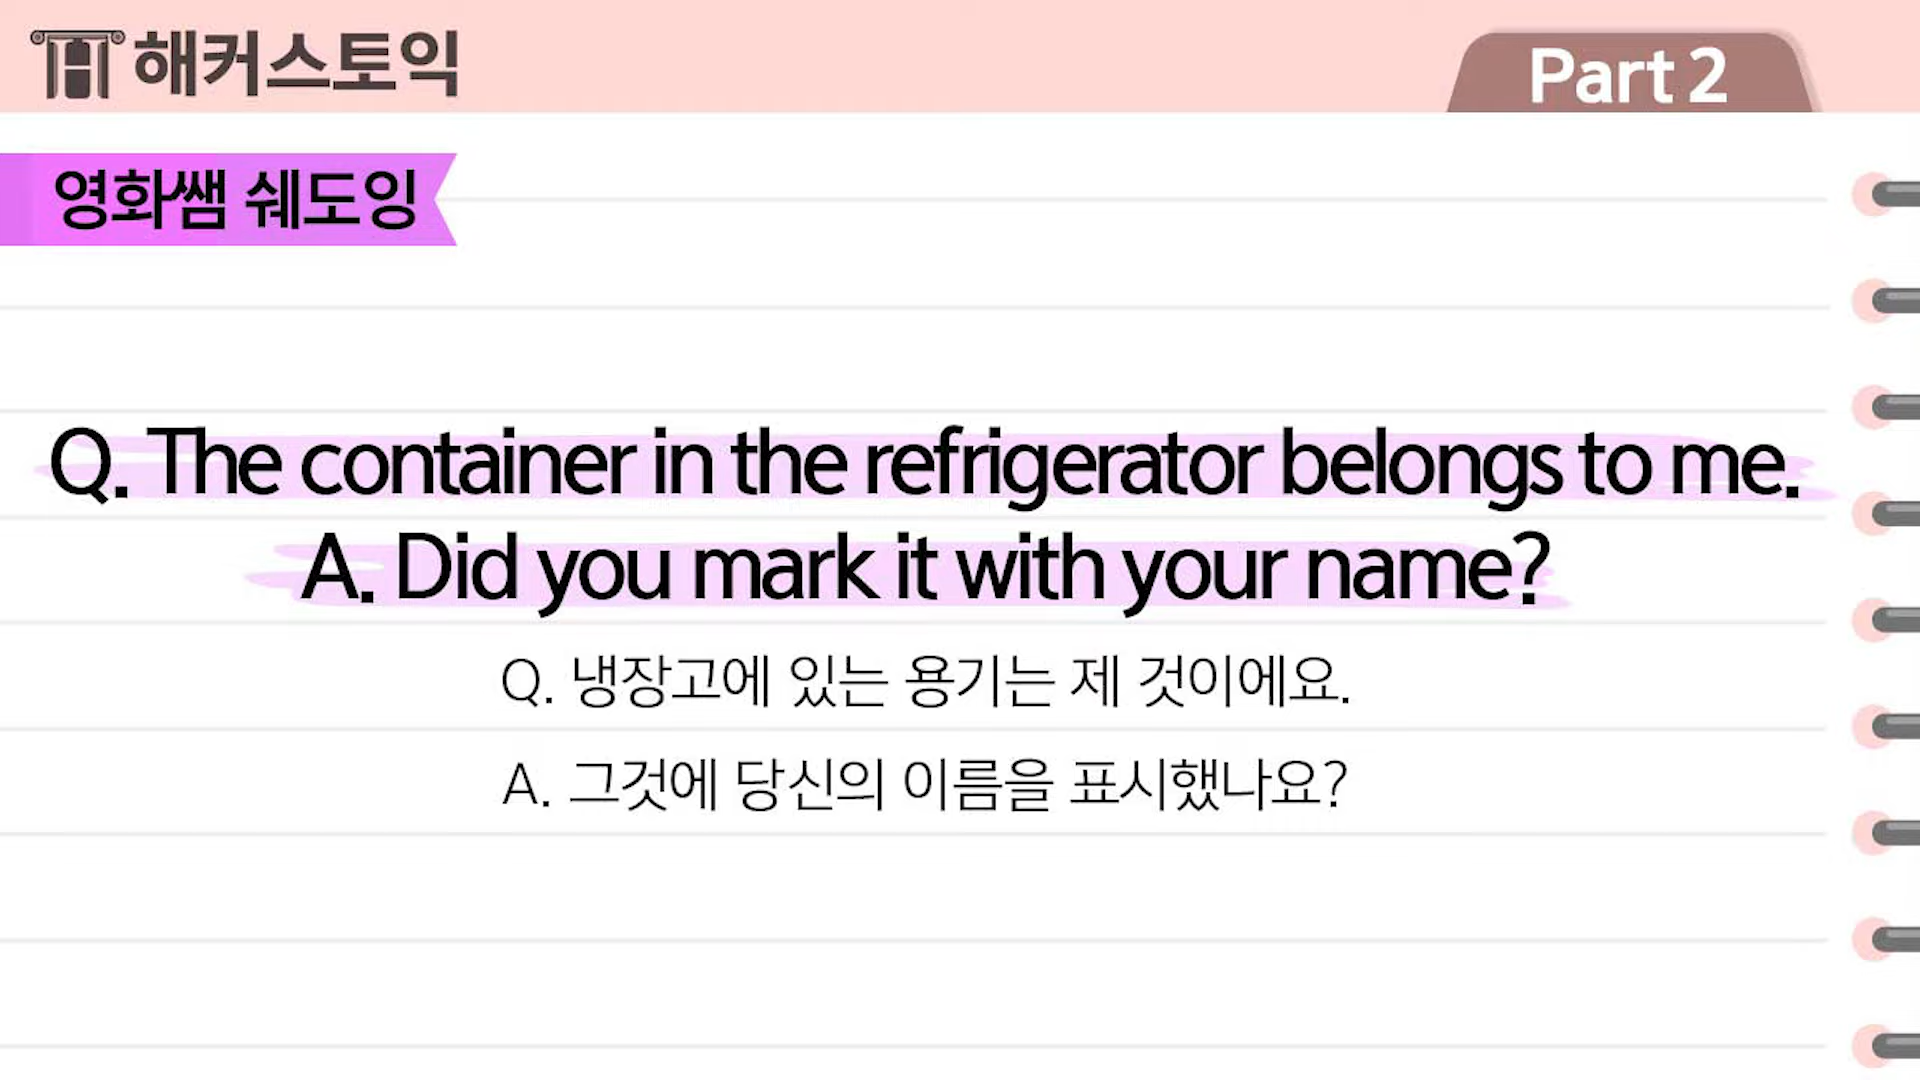 해커스토익
Part 2
영화쌤 쉐도잉
Q. The container in the refrigerator belongs to me.
A. Did you mark it with your name?
Q. 냉장고에 있는 용기는 제 것이에요.
A. 그것에 당신의 이름을 표시했나요?